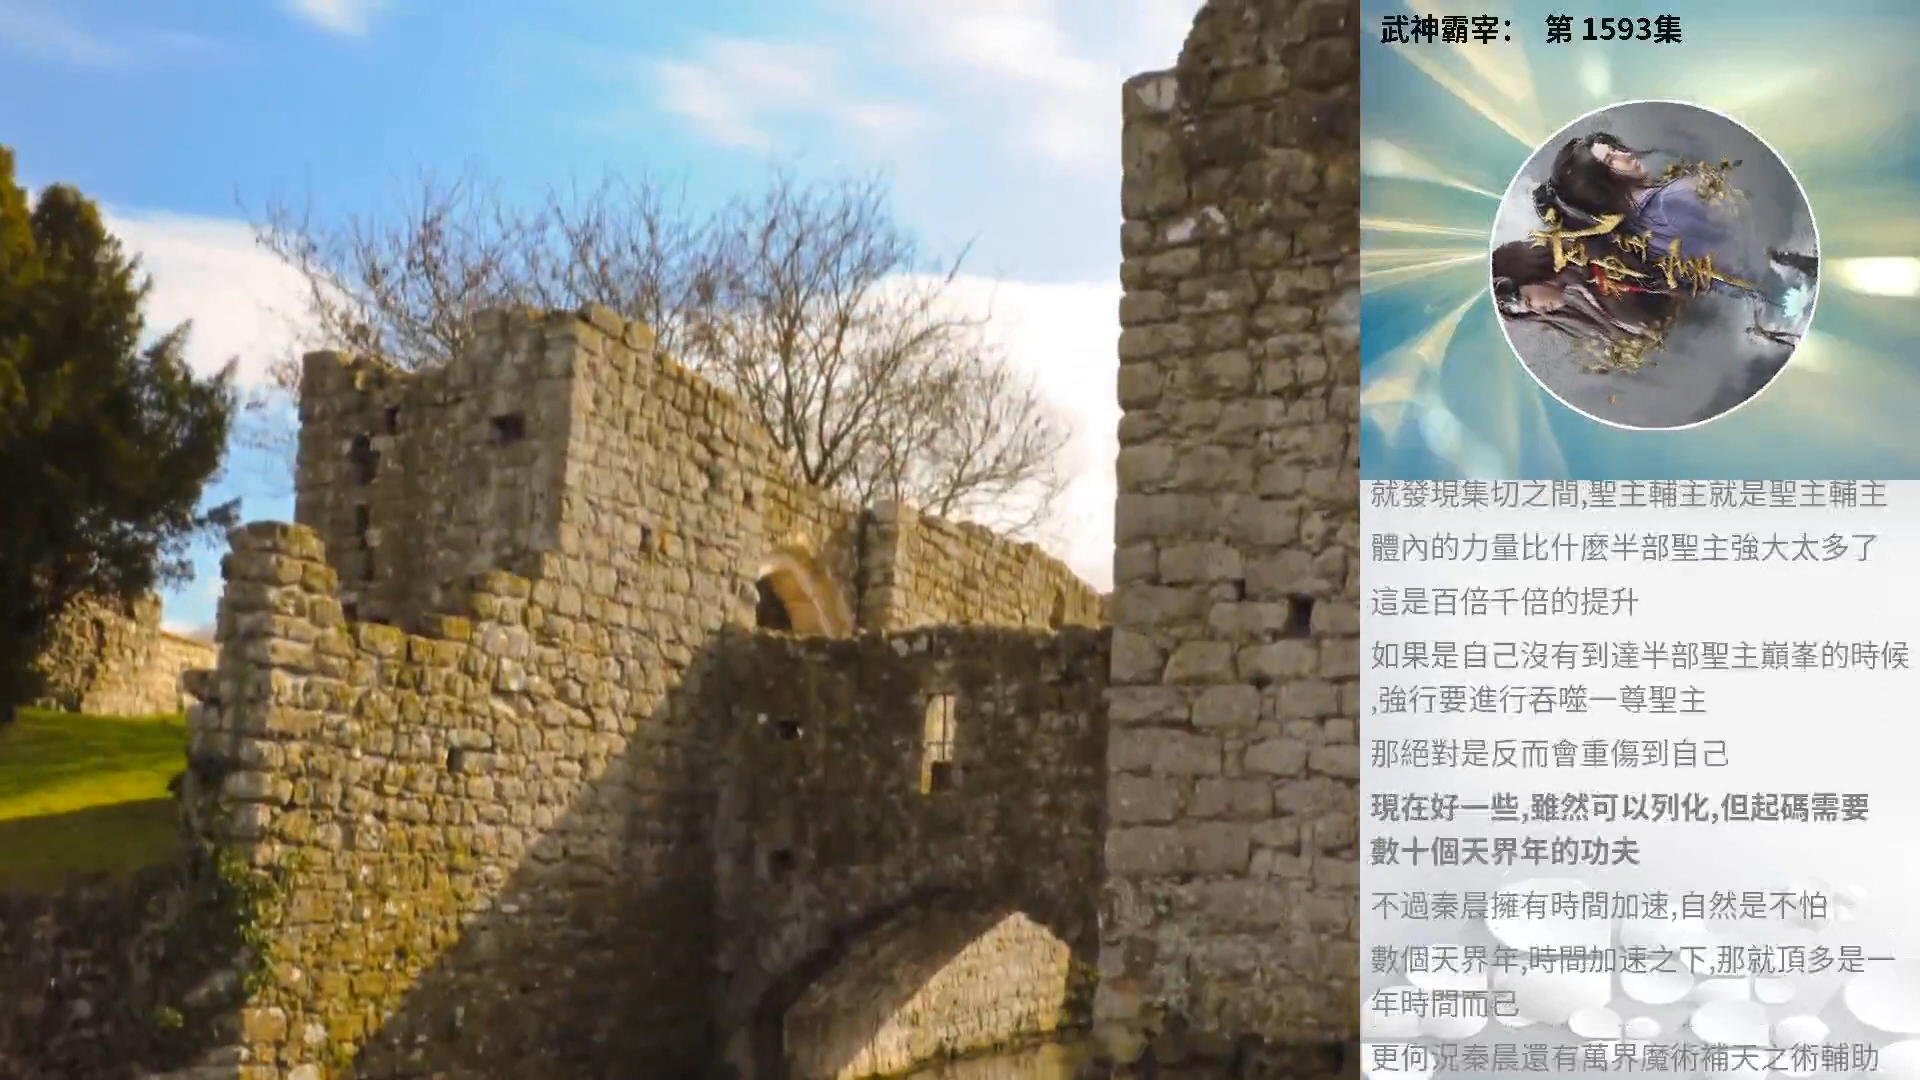 武神霸宰： 第 1593集
武神主宰
就發現集切之間,聖主輔主就是聖主輔主
體內的力量比什麼半部聖主強大太多了
這是百倍千倍的提升
如果是自己沒有到達半部聖主巔峯的時候
,強行要進行吞噬一尊聖主
那絕對是反而會重傷到自己
現在好一些,雖然可以列化,但起碼需要
數十個天界年的功夫
不過秦晨擁有時間加速,自然是不怕
數個天界年,時間加速之下,那就頂多是一
年時間而已
更何況秦晨還有萬界魔術補天之術輔助